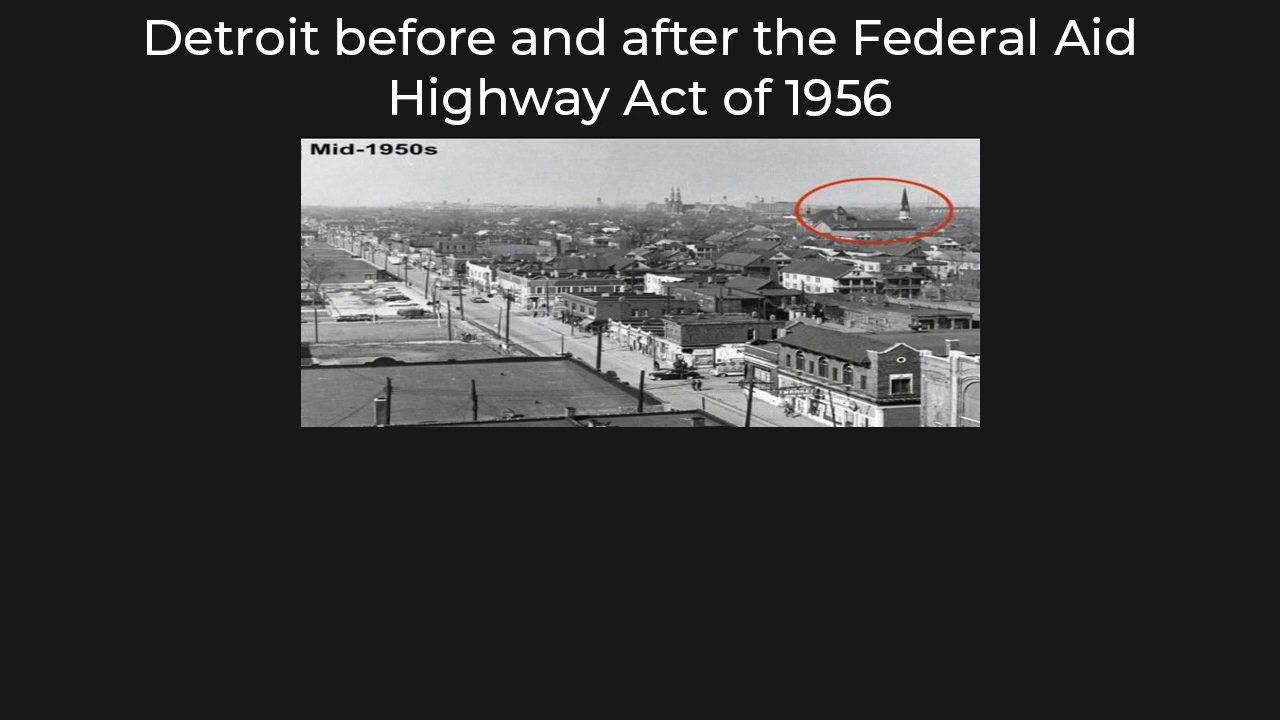 Detroit before and after the Federal Aid
Highway Act of 1956
Mid-1950s